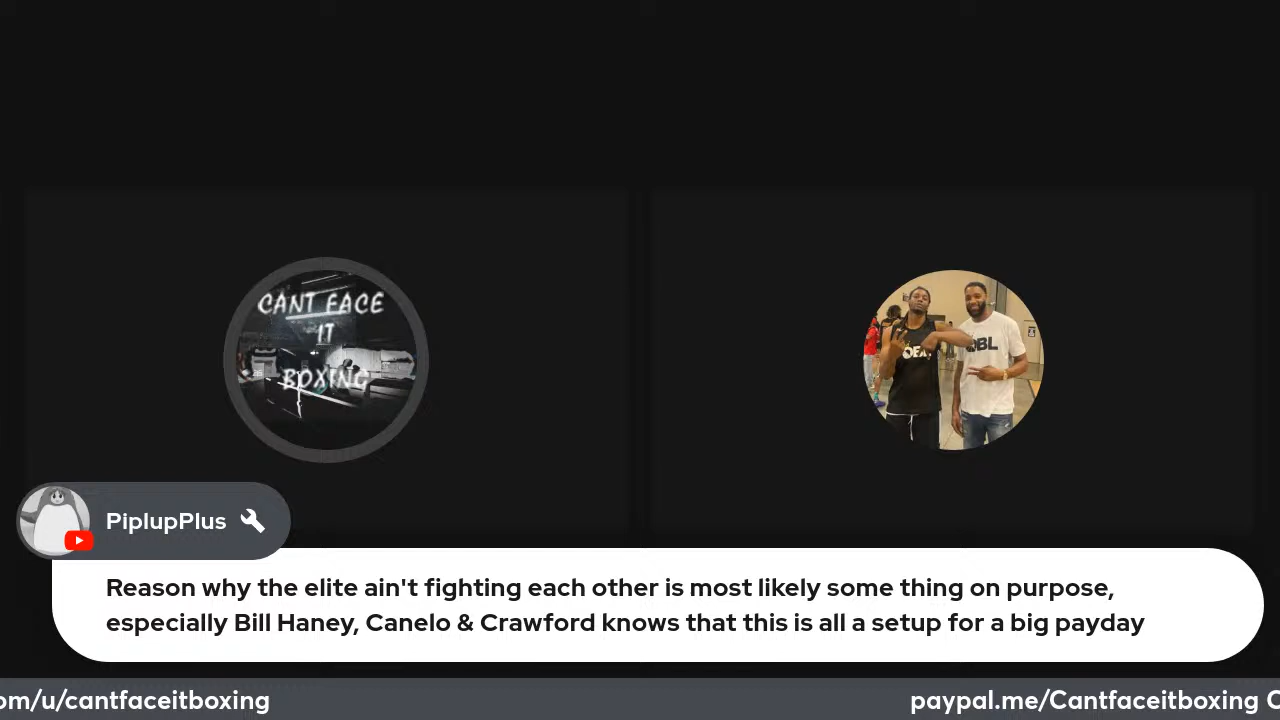 CANT FACE
IT
BOXING
QBL
PiplupPlus
Reason why the elite ain't fighting each other is most likely some thing on purpose,
especially Bill Haney, Canelo & Crawford knows that this is all a setup for a big payday
om/u/cantfaceitboxing
paypal.me/Cantfaceitboxing C